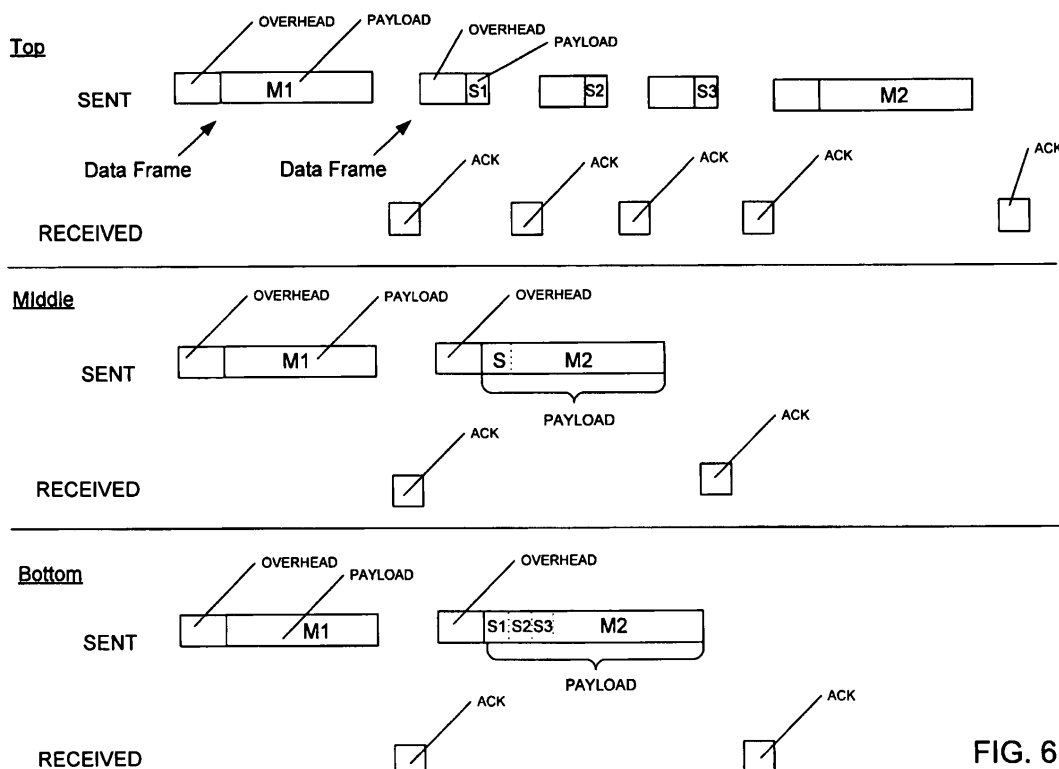 Top
OVERHEAD
PAYLOAD
OVERHEAD
PAYLOAD
SENT
M1
S1
S2
S3
M2
Data Frame
Data Frame
ACK
ACK
ACK
ACK
ACK
RECEIVED
Middle
OVERHEAD
PAYLOAD
OVERHEAD
SENT
M1
S
M2
PAYLOAD
ACK
ACK
RECEIVED
Bottom
OVERHEAD
PAYLOAD
OVERHEAD
SENT
M1
S1 S2 S3
M2
PAYLOAD
ACK
ACK
RECEIVED
FIG. 6